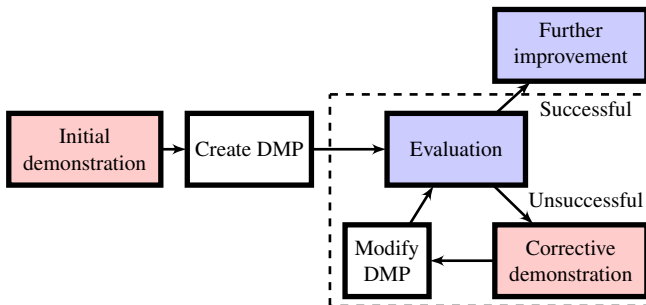 Further
improvement
Successful
Initial
demonstration
Create DMP
Evaluation
Unsuccessful
Modify
DMP
Corrective
demonstration